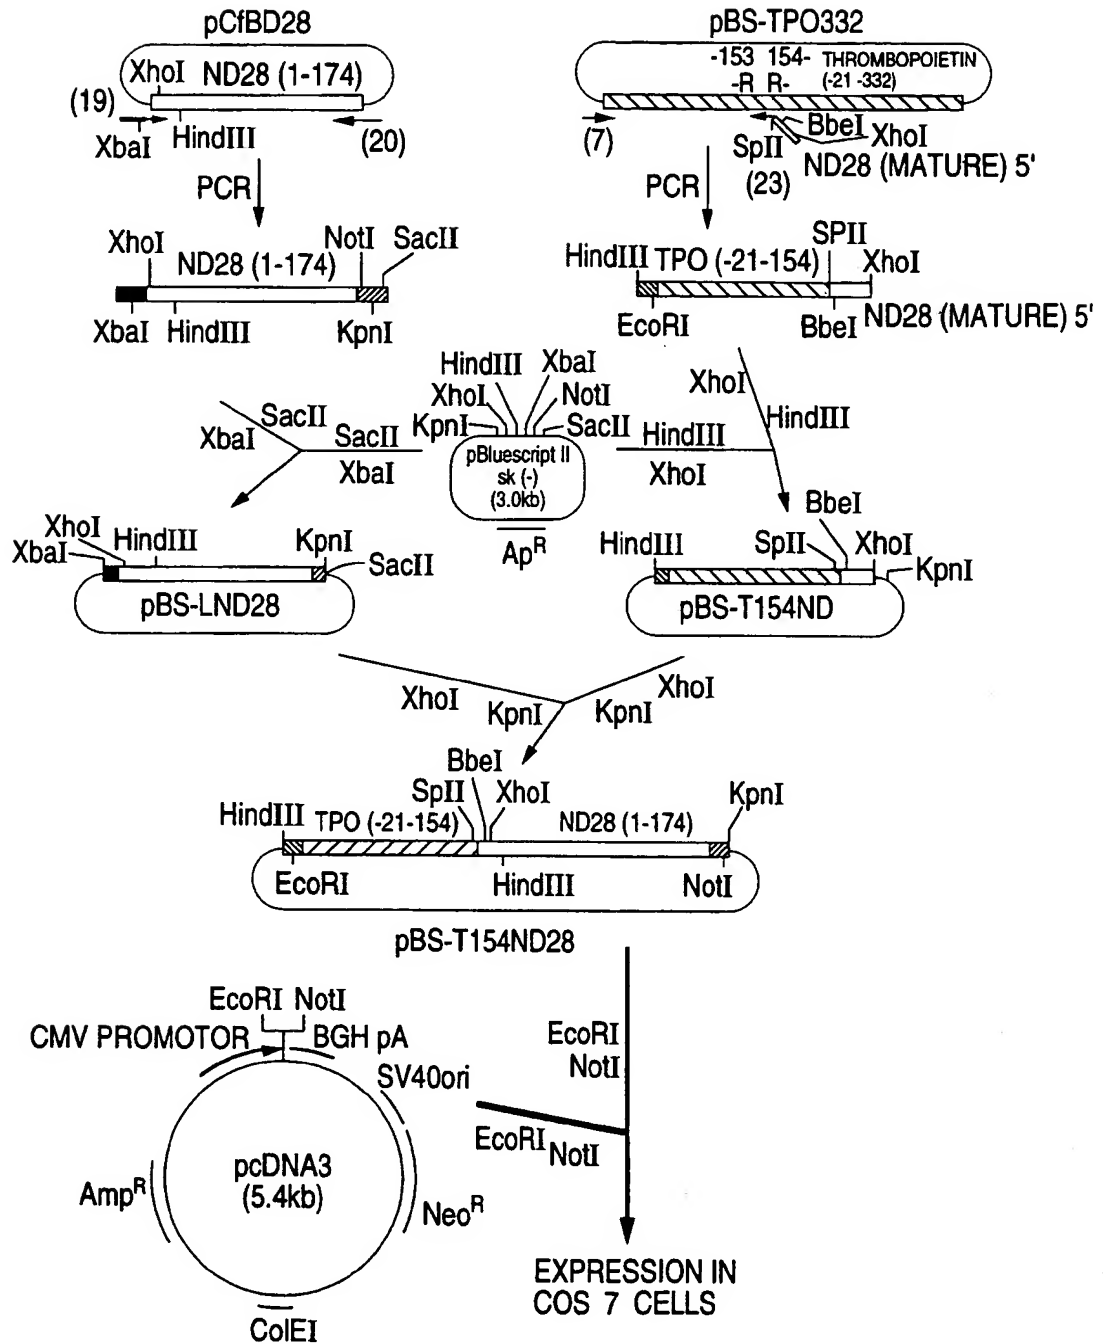 pCfBD28
XhoI ND28 (1-174)
(19)
XbaI
HindIII
(20)
PCR
pBS-TPO332
-153 154- THROMBOPOIETIN
-R R- (-21 -332)
(7)
BbeI
XhoI
SpII
ND28 (MATURE) 5'
(23)
PCR
XhoI
ND28 (1-174)
NotI
SacII
XbaI
HindIII
KpnI
SPII
HindIII TPO (-21-154)
XhoI
EcoRI
BbeI
ND28 (MATURE) 5'
SacII
XbaI
SacII
XbaI
HindIII
XbaI
XhoI
NotI
KpnI
SacII
pBluescript II
sk (-)
(3.0kb)
Ap^R
HindIII
XhoI
XhoI
HindIII
XhoI
XbaI
HindIII
KpnI
SacII
pBS-LND28
BbeI
HindIII
SpII
XhoI
KpnI
pBS-T154ND
XhoI
KpnI
XhoI
KpnI
BbeI
SpII
XhoI
KpnI
HindIII
TPO (-21-154)
ND28 (1-174)
EcoRI
HindIII
NotI
pBS-T154ND28
EcoRI
NotI
EcoRI NotI
CMV PROMOTOR
BGH pA
SV40ori
EcoRI
NotI
pcDNA3
(5.4kb)
Amp^R
Neo^R
ColEI
EXPRESSION IN
COS 7 CELLS